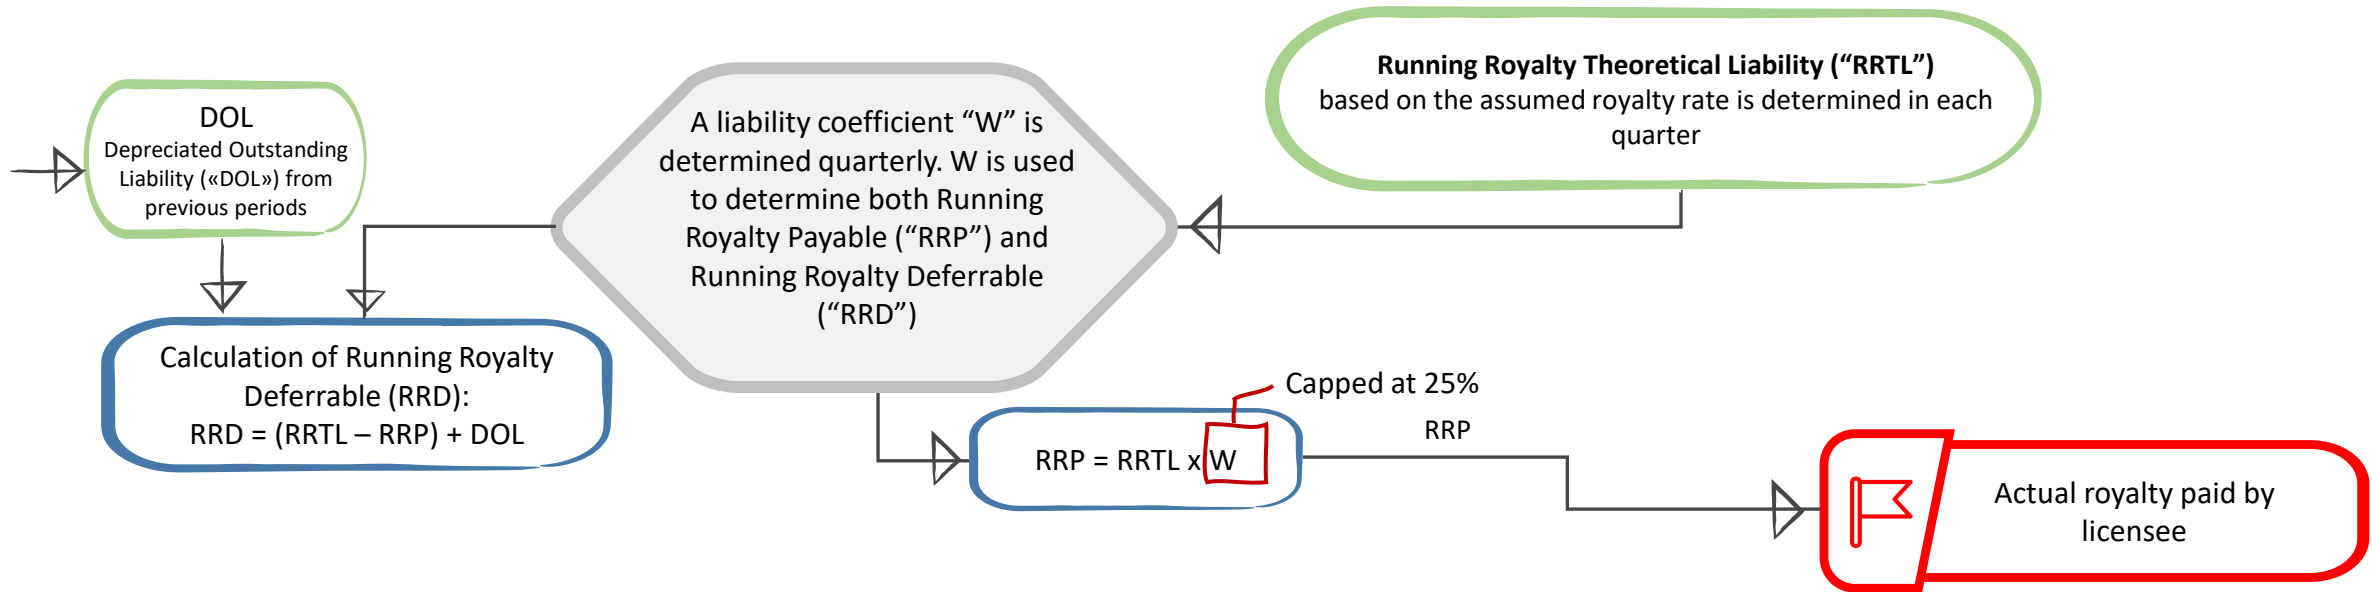 DOL
Depreciated Outstanding
Liability («DOL») from
previous periods
A liability coefficient “W” is
determined quarterly. W is used
to determine both Running
Royalty Payable (“RRP”) and
Running Royalty Deferrable
(“RRD”)
Running Royalty Theoretical Liability (“RRTL”)
based on the assumed royalty rate is determined in each
quarter
Calculation of Running Royalty
Deferrable (RRD):
RRD = (RRTL – RRP) + DOL
Capped at 25%
RRP = RRTL x W
RRP
Actual royalty paid by
licensee